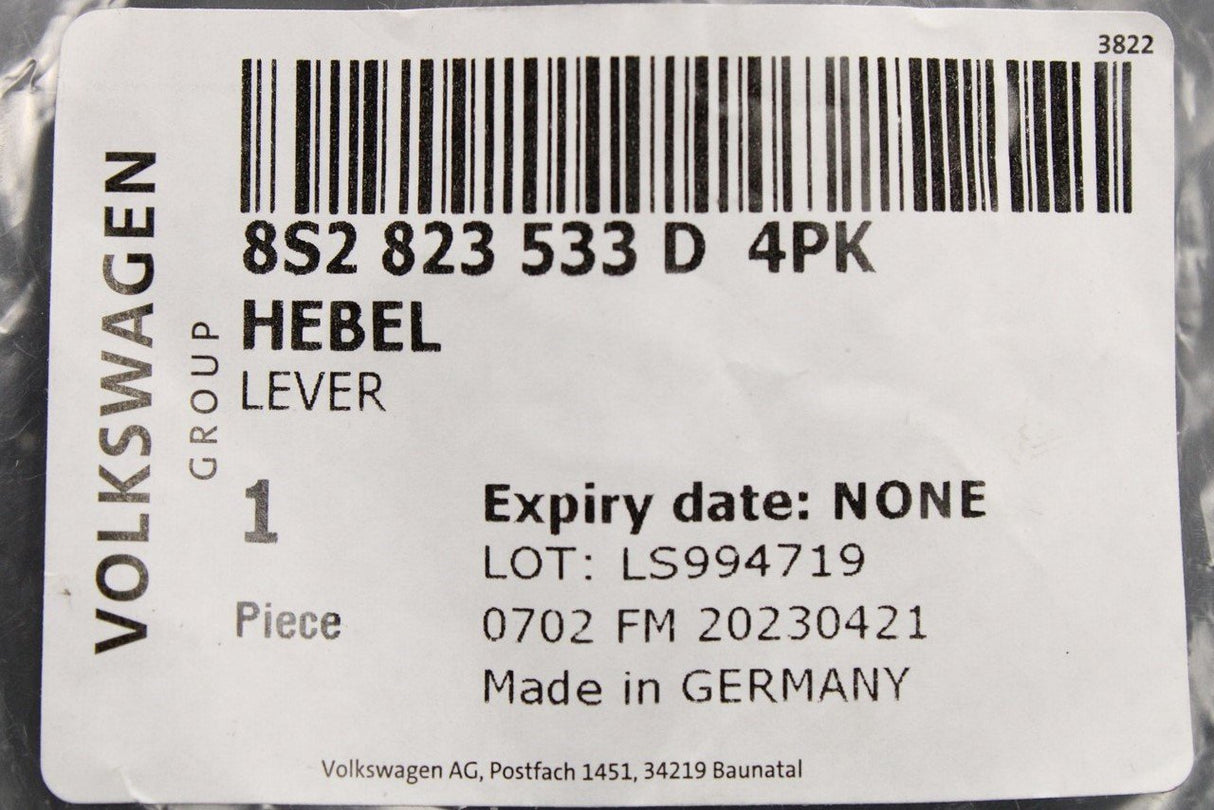 3822
8S2 823 533 D 4PK
HEBEL
LEVER
VOLKSWAGEN
GROUP
1
Piece
Expiry date: NONE
LOT: LS994719
0702 FM 20230421
Made in GERMANY
Volkswagen AG, Postfach 1451, 34219 Baunatal